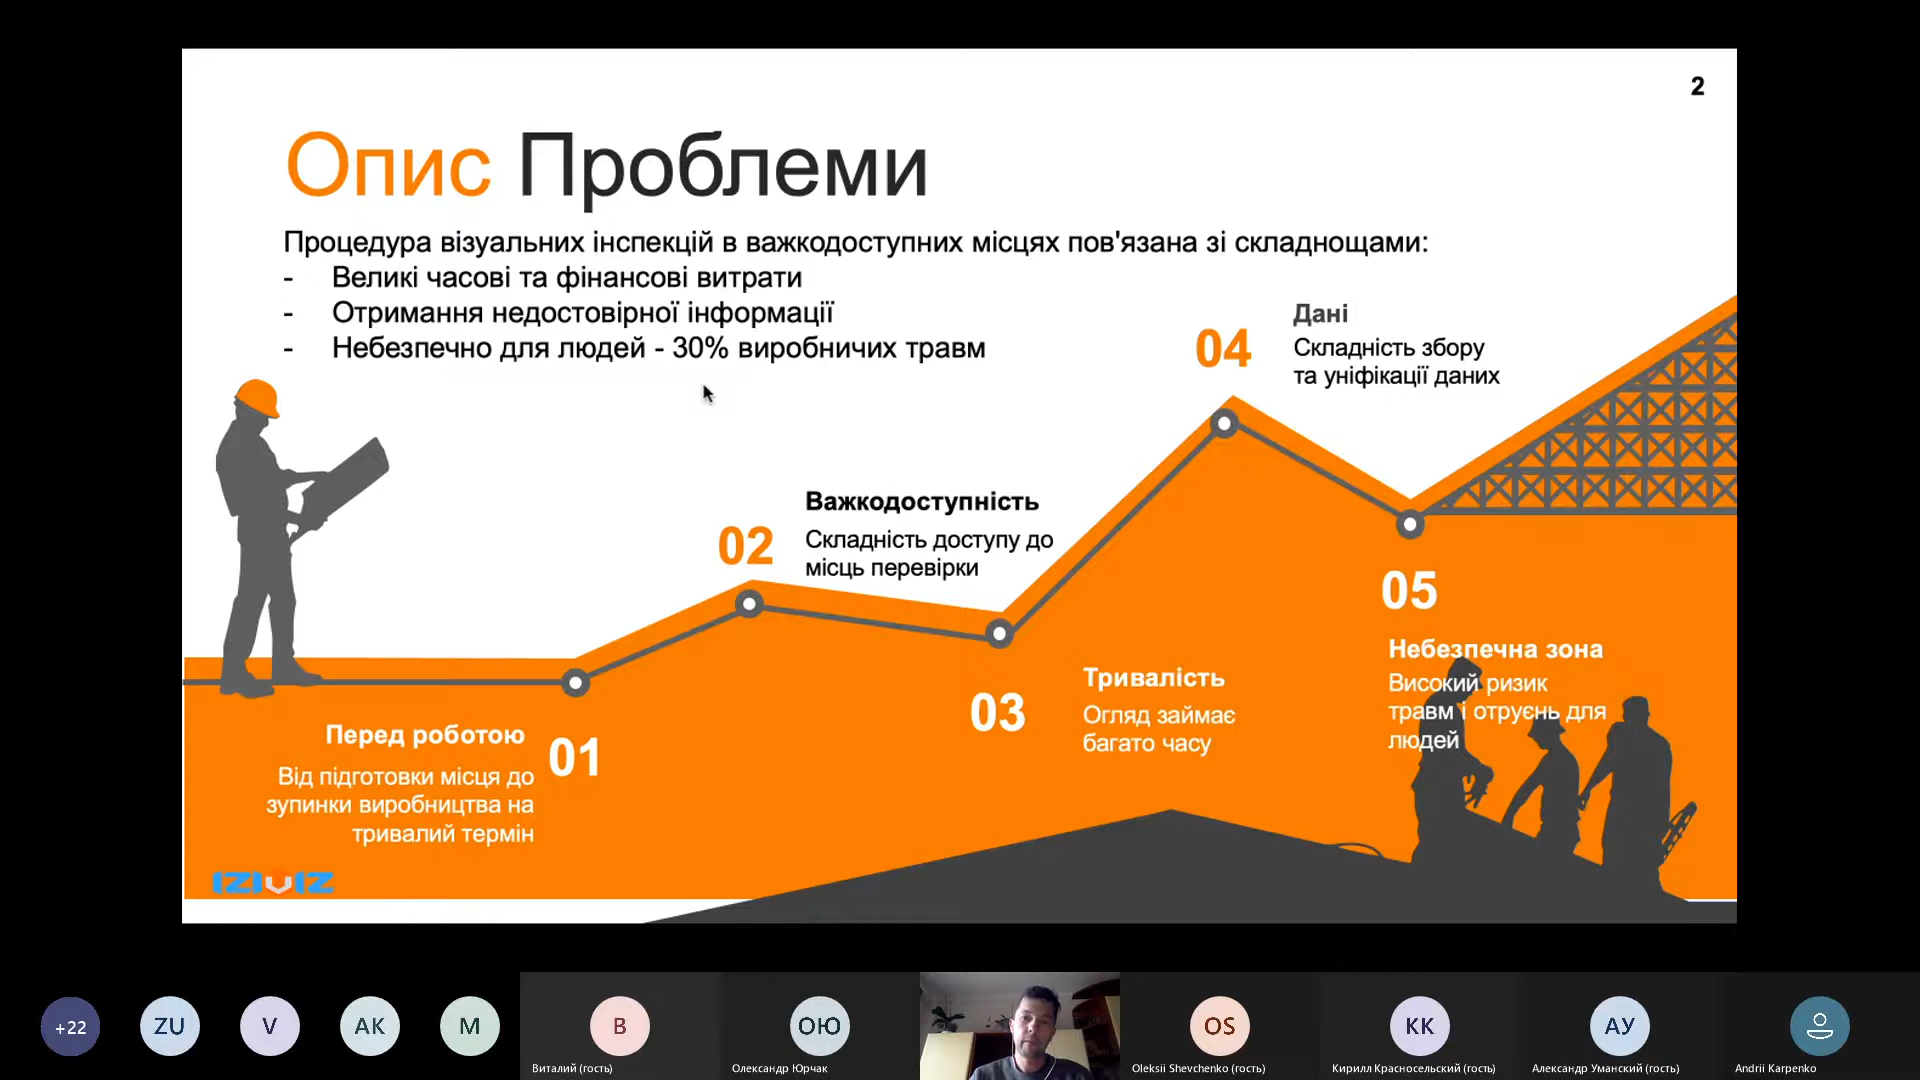 2
Опис Проблеми
Процедура візуальних інспекцій в важкодоступних місцях пов'язана зі складнощами:
- Великі часові та фінансові витрати
- Отримання недостовірної інформації
- Небезпечно для людей - 30% виробничих травм
04
Дані
Складність збору
та уніфікації даних
02
Важкодоступність
Складність доступу до
місць перевірки
05
Небезпечна зона
Високий ризик
травм і отруєнь для
людей
03
Тривалість
Огляд займає
багато часу
Перед роботою
01
Від підготовки місця до
зупинки виробництва на
тривалий термін
IZIVIZ
+22
ZU
V
AK
M
В
ОЮ
OS
КК
АУ
Виталий (гость)
Олександр Юрчак
Oleksii Shevchenko (гость)
Кирилл Красносельский (гость)
Александр Уманский (гость)
Andrii Karpenko